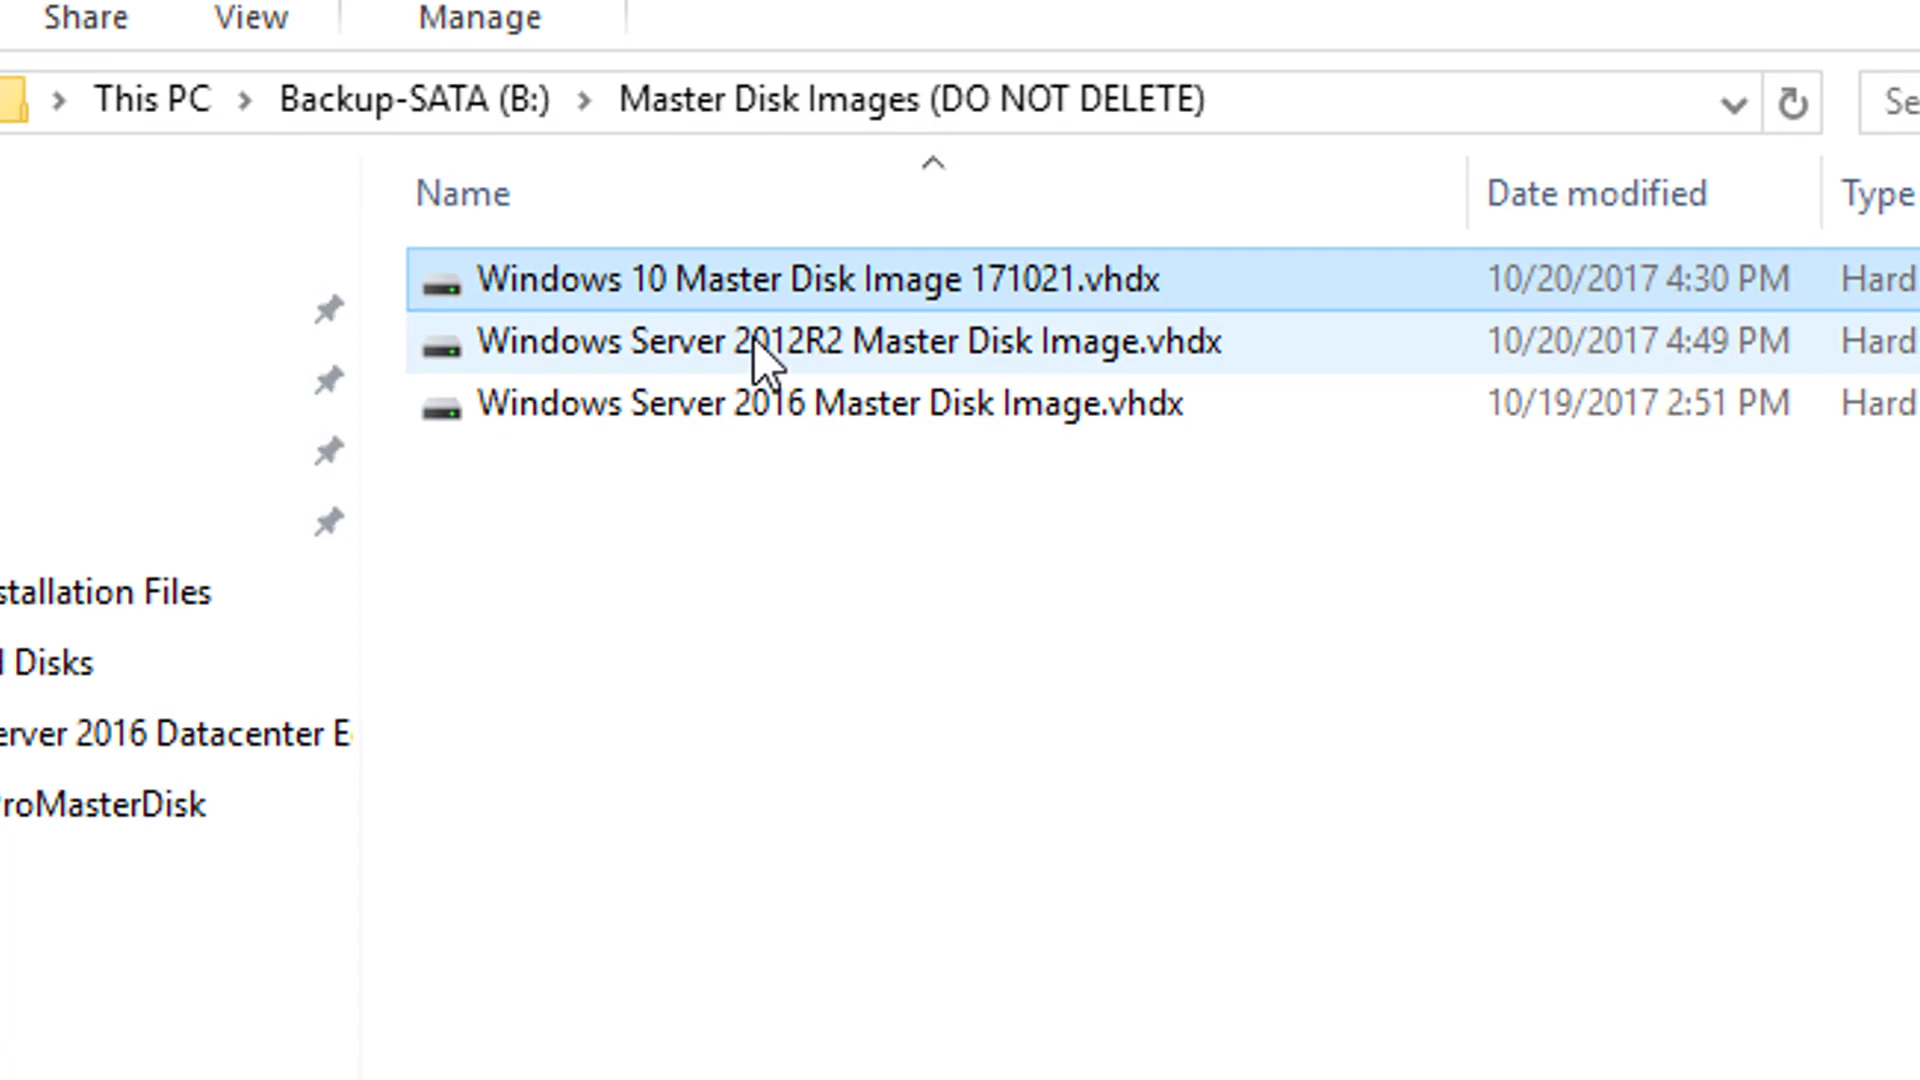 Share View Manage
This PC Backup-SATA (B:) Master Disk Images (DO NOT DELETE) Se
Name Date modified Type
Windows 10 Master Disk Image 171021.vhdx 10/20/2017 4:30 PM Hard
Windows Server 2012R2 Master Disk Image.vhdx 10/20/2017 4:49 PM Hard
Windows Server 2016 Master Disk Image.vhdx 10/19/2017 2:51 PM Hard
stallation Files
l Disks
erver 2016 Datacenter E
roMasterDisk